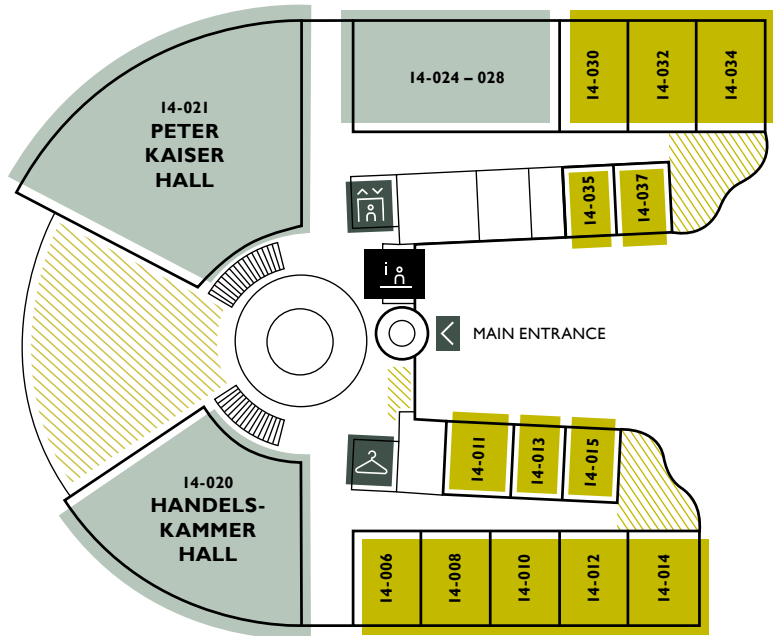 14-021
PETER
KAISER
HALL
14-024 – 028
14-030
14-032
14-034
14-035
14-037
i
MAIN ENTRANCE
14-011
14-013
14-015
14-020
HANDELS-
KAMMER
HALL
14-006
14-008
14-010
14-012
14-014